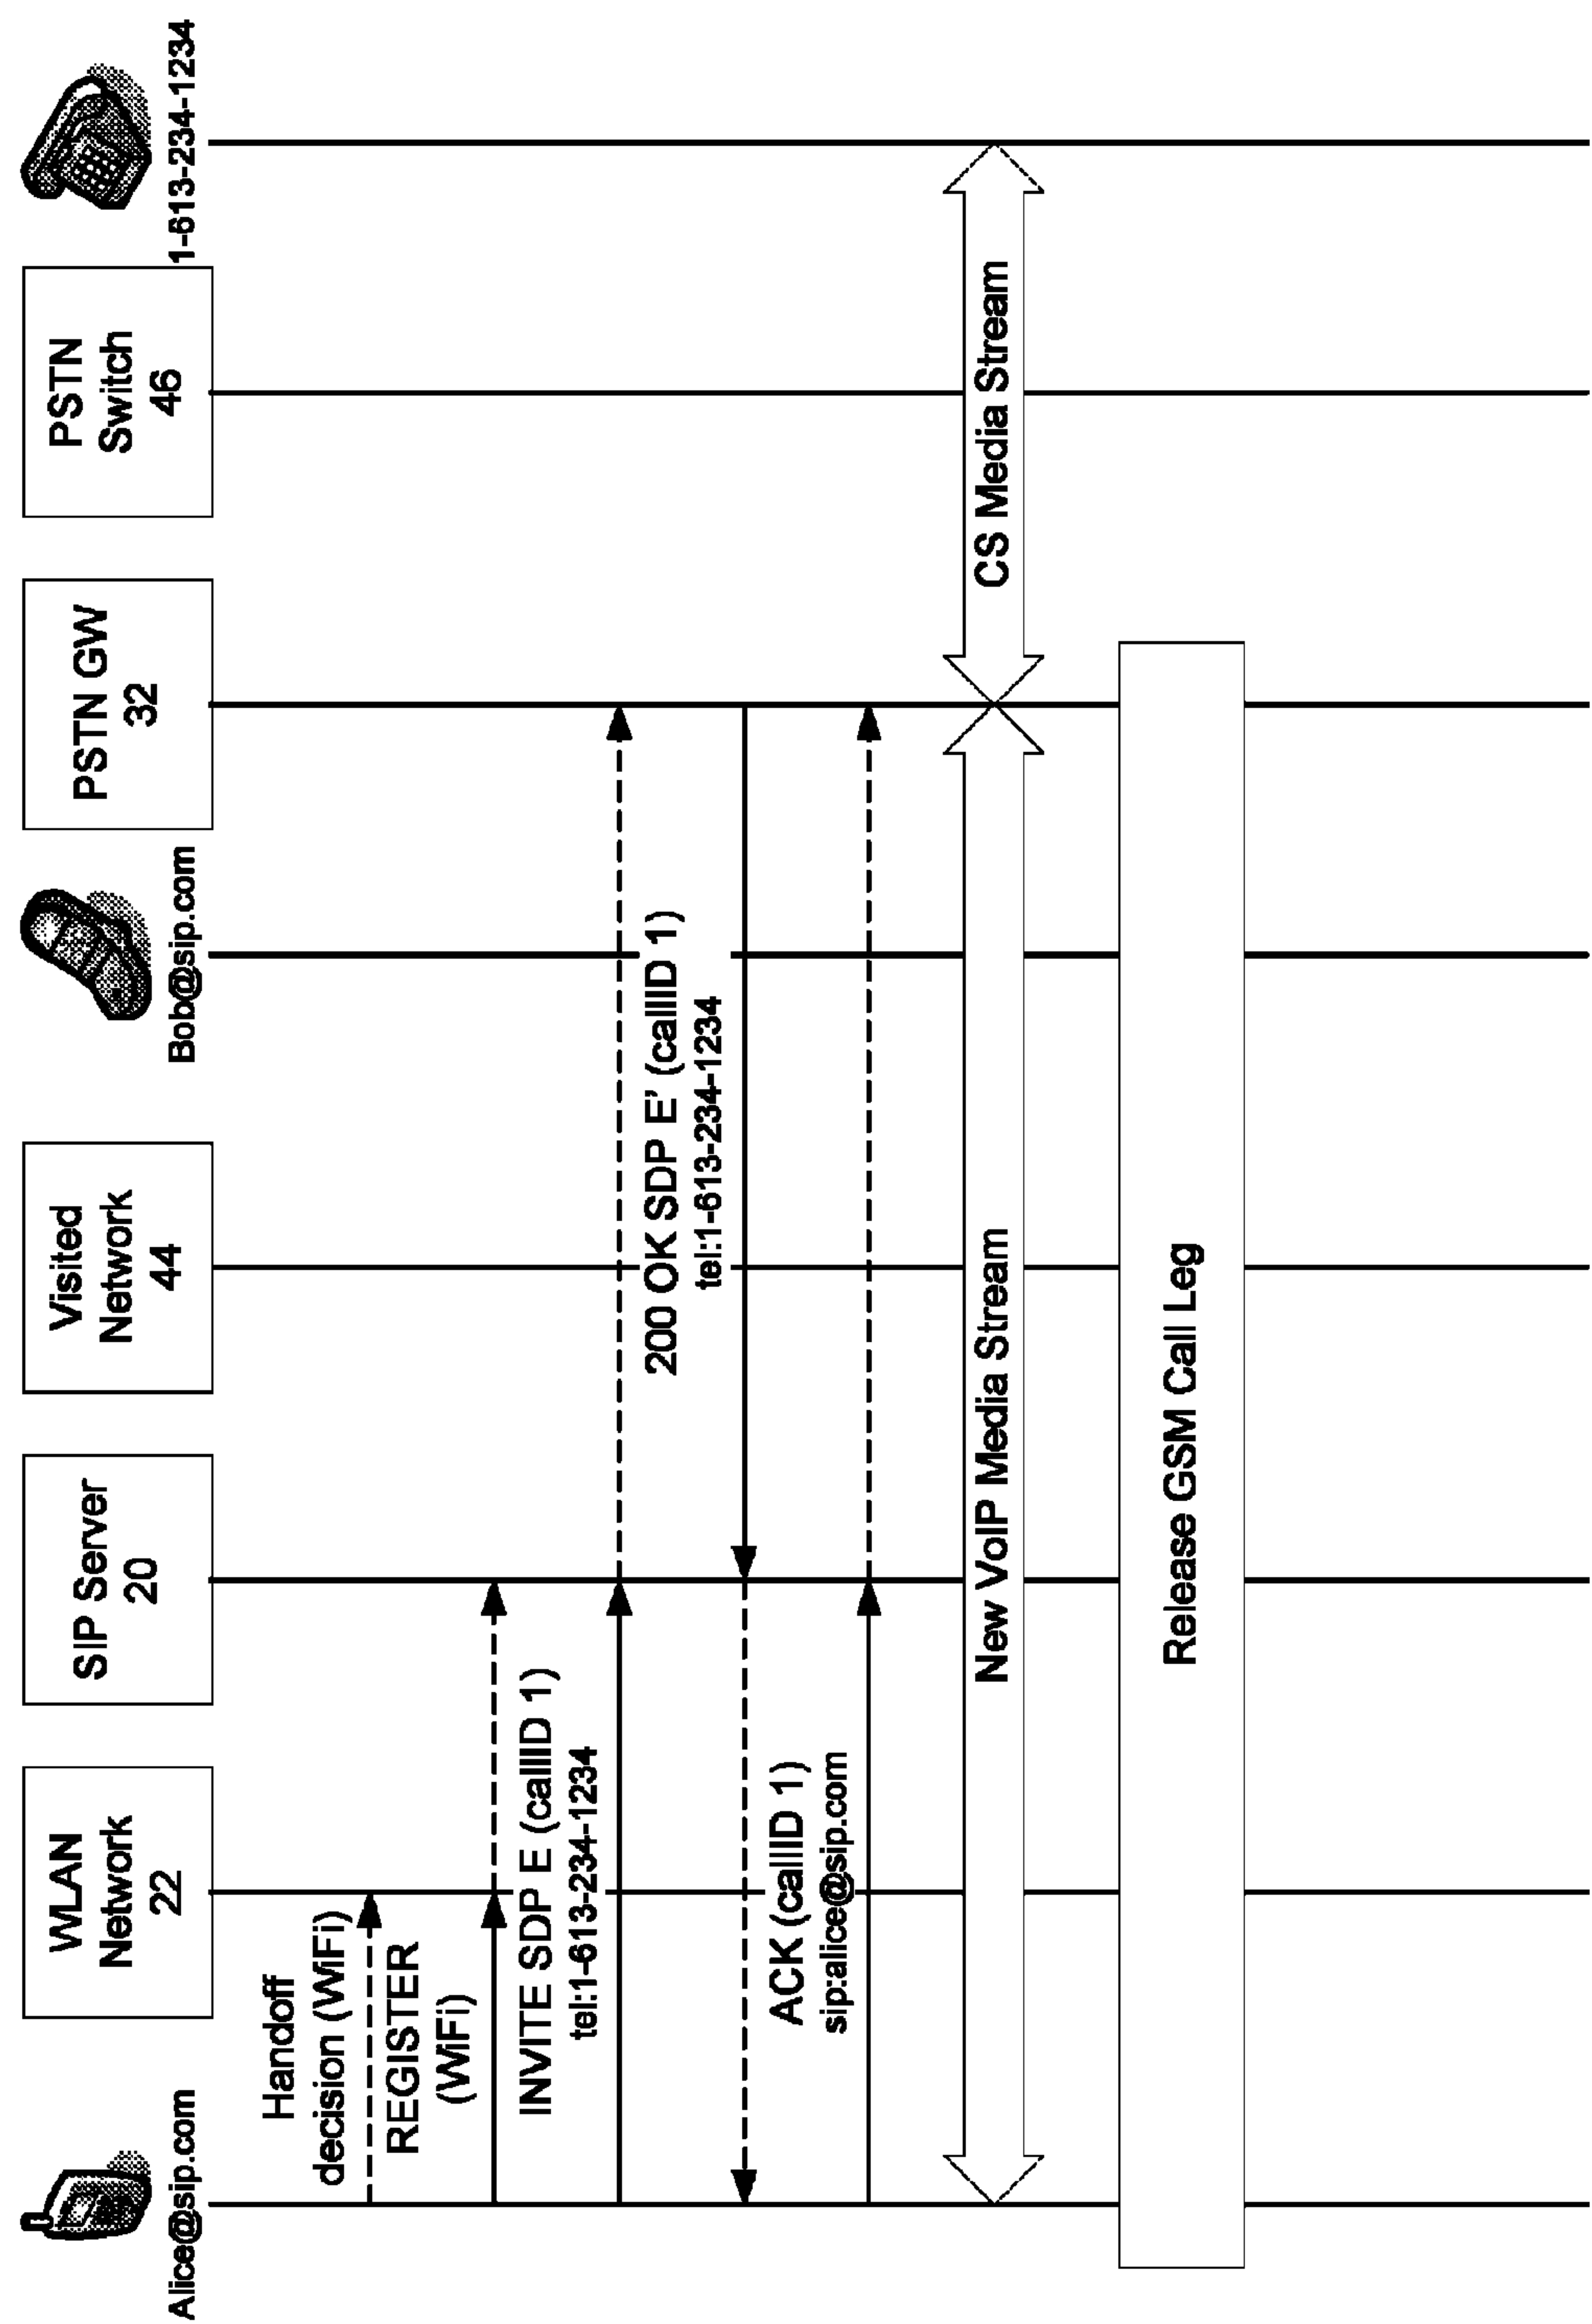 Alice@sip.com
WLAN
Network
22
SIP Server
20
Visited
Network
44
Bob@sip.com
PSTN GW
32
PSTN
Switch
46
1-613-234-1234
Handoff
decision (WiFi)
REGISTER
(WiFi)
INVITE SDP E (callID 1)
tel:1-613-234-1234
200 OK SDP E' (callID 1)
tel:1-613-234-1234
ACK (callID 1)
sip:alice@sip.com
New VoIP Media Stream
CS Media Stream
Release GSM Call Leg